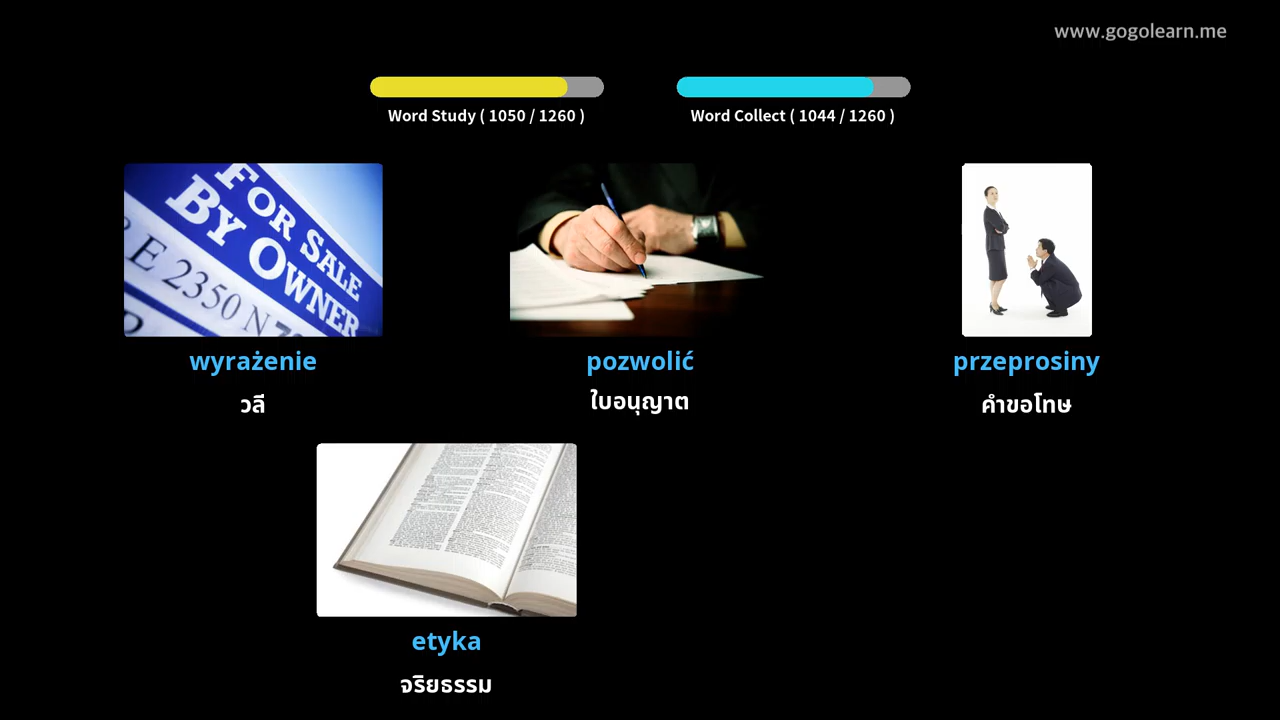 www.gogolearn.me
Word Study ( 1050 / 1260 )
Word Collect ( 1044 / 1260 )
FOR SALE
BY OWNER
E 2350 N
wyrażenie
วลี
pozwolić
ใบอนุญาต
przeprosiny
คำขอโทษ
etyka
จริยธรรม